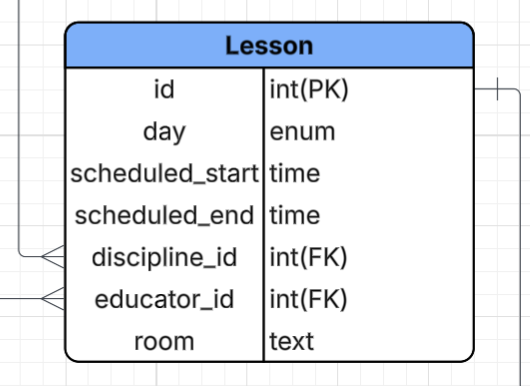 Lesson
id int(PK)
day enum
scheduled_start time
scheduled_end time
discipline_id int(FK)
educator_id int(FK)
room text